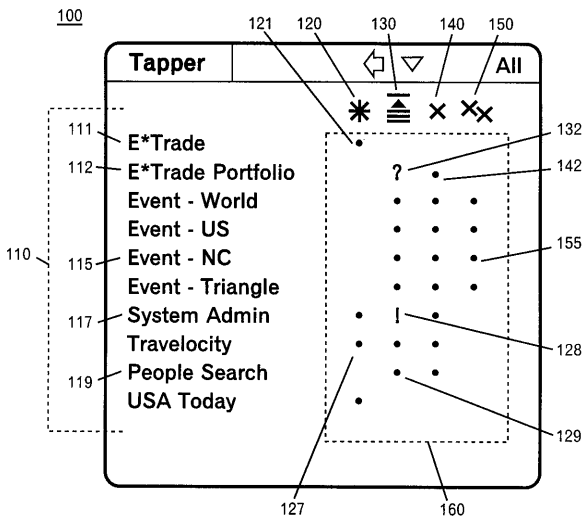 100
121 120 130 140 150
Tapper All
111 E*Trade
132
112 E*Trade Portfolio ?
142
Event - World
Event - US
155
110
115 Event - NC
Event - Triangle
117 System Admin !
128
Travelocity
119 People Search
USA Today
129
127 160